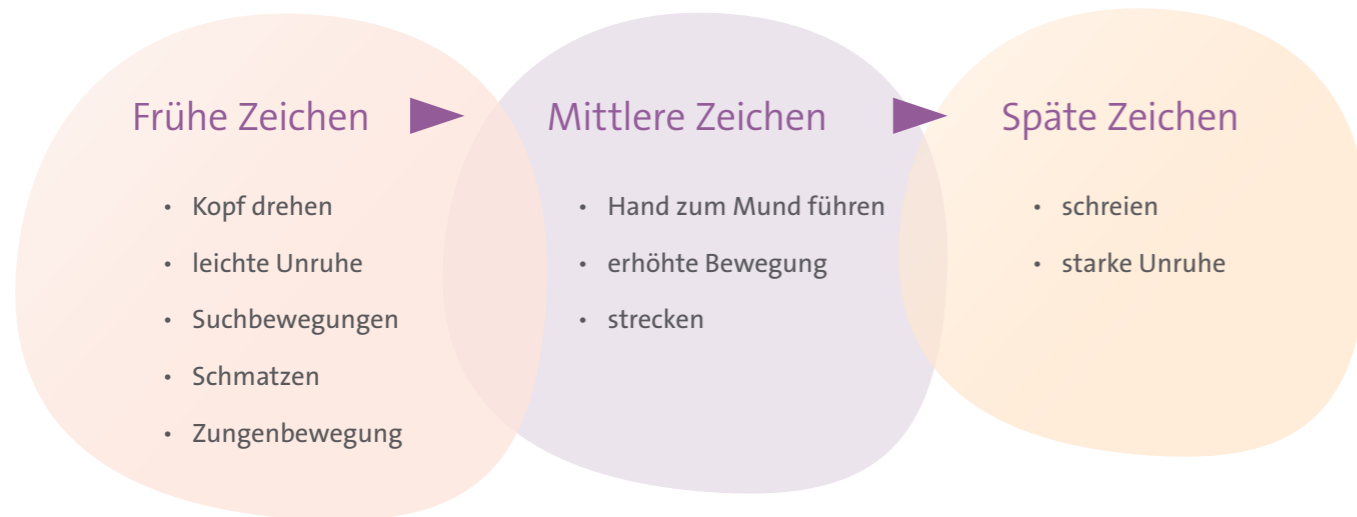 Frühe Zeichen
• Kopf drehen
• leichte Unruhe
• Suchbewegungen
• Schmatzen
• Zungenbewegung
Mittlere Zeichen
• Hand zum Mund führen
• erhöhte Bewegung
• strecken
Späte Zeichen
• schreien
• starke Unruhe